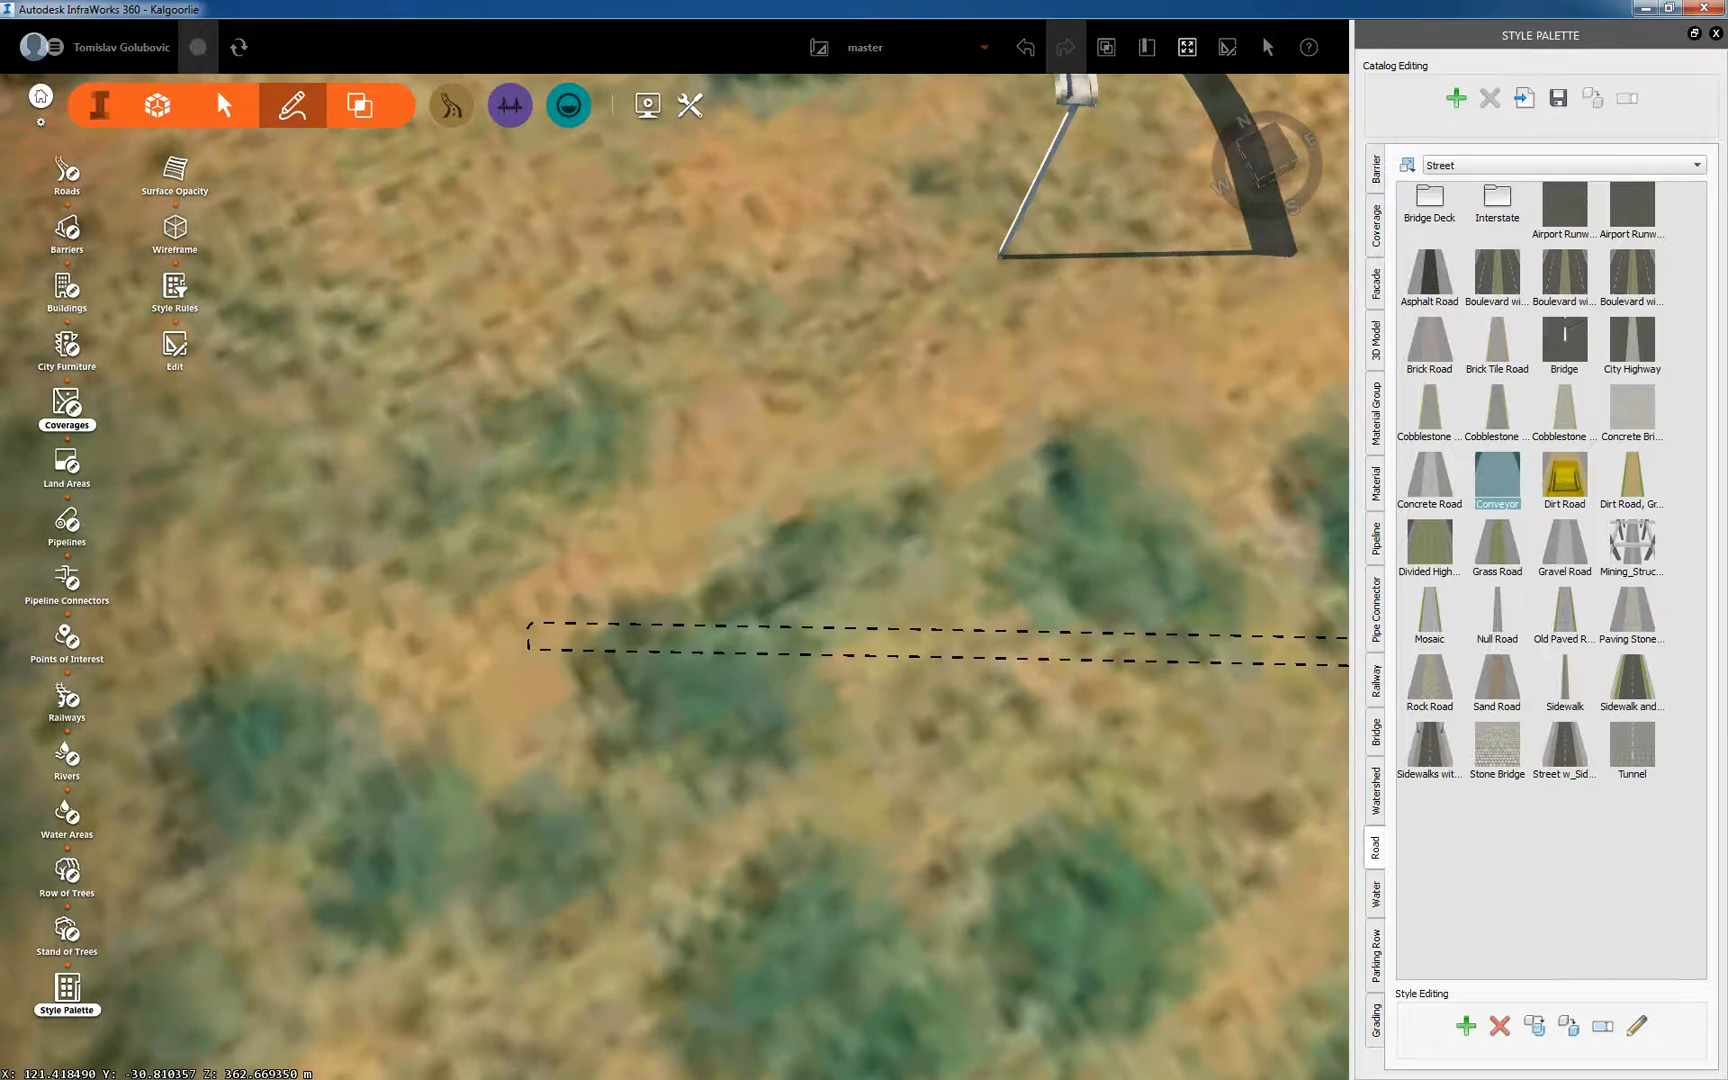 Autodesk InfraWorks 360 - Kalgoorlie
Tomislav Golubovic
master
STYLE PALETTE
Catalog Editing
Street
Roads
Barriers
Buildings
City Furniture
Coverages
Land Areas
Pipelines
Pipeline Connectors
Points of Interest
Railways
Rivers
Water Areas
Row of Trees
Stand of Trees
Style Palette
Surface Opacity
Wireframe
Style Rules
Edit
N
E
S
W
Barrier
Coverage
Facade
3D Model
Material Group
Material
Pipeline
Pipe Connector
Railway
Bridge
Watershed
Road
Water
Parking Row
Grading
Bridge Deck Interstate Airport Runw... Airport Runw...
Asphalt Road Boulevard wi... Boulevard wi... Boulevard wi...
Brick Road Brick Tile Road Bridge City Highway
Cobblestone ... Cobblestone ... Cobblestone ... Concrete Bri...
Concrete Road Conveyor Dirt Road Dirt Road, Gr...
Divided High... Grass Road Gravel Road Mining_Struc...
Mosaic Null Road Old Paved R... Paving Stone...
Rock Road Sand Road Sidewalk Sidewalk and...
Sidewalks wit... Stone Bridge Street w_Sid... Tunnel
Style Editing
X: 121.418490 Y: -30.810357 Z: 362.669350 m